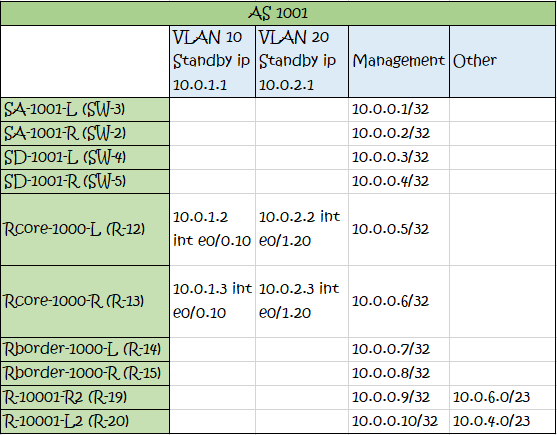 AS 1001
VLAN 10 Standby ip 10.0.1.1 VLAN 20 Standby ip 10.0.2.1 Management Other
SA-1001-L (SW-3) 10.0.0.1/32
SA-1001-R (SW-2) 10.0.0.2/32
SD-1001-L (SW-4) 10.0.0.3/32
SD-1001-R (SW-5) 10.0.0.4/32
Rcore-1000-L (R-12) 10.0.1.2 int e0/0.10 10.0.2.2 int e0/1.20 10.0.0.5/32
Rcore-1000-R (R-13) 10.0.1.3 int e0/0.10 10.0.2.3 int e0/1.20 10.0.0.6/32
Rborder-1000-L (R-14) 10.0.0.7/32
Rborder-1000-R (R-15) 10.0.0.8/32
R-10001-R2 (R-19) 10.0.0.9/32 10.0.6.0/23
R-10001-L2 (R-20) 10.0.0.10/32 10.0.4.0/23